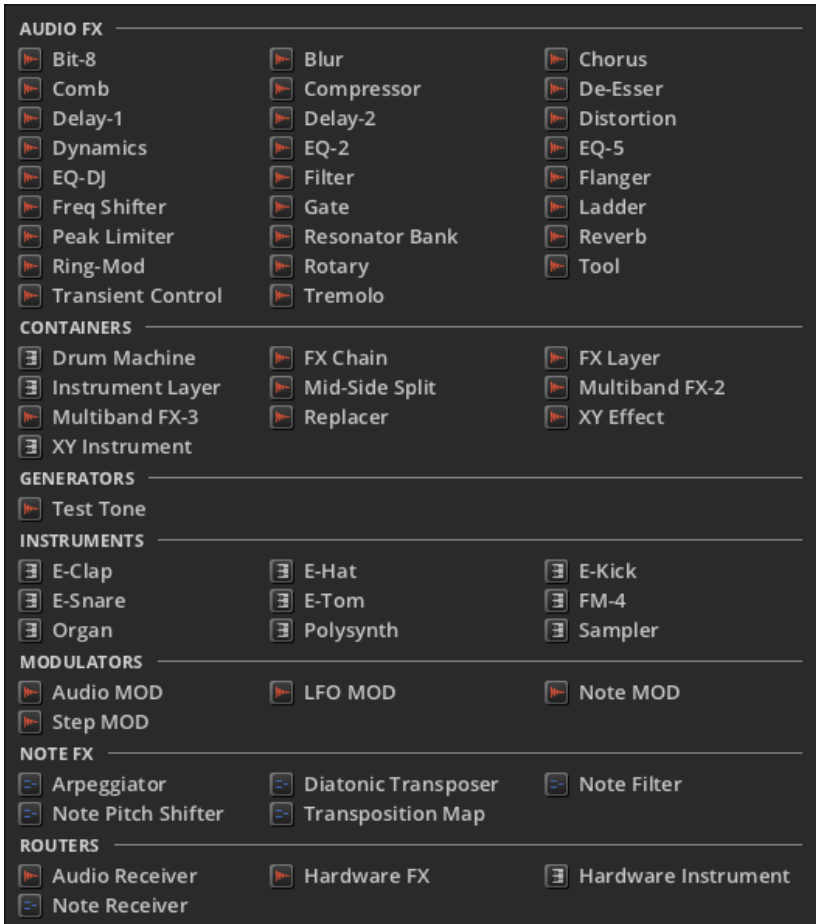 AUDIO FX
Bit-8 Blur Chorus
Comb Compressor De-Esser
Delay-1 Delay-2 Distortion
Dynamics EQ-2 EQ-5
EQ-DJ Filter Flanger
Freq Shifter Gate Ladder
Peak Limiter Resonator Bank Reverb
Ring-Mod Rotary Tool
Transient Control Tremolo
CONTAINERS
Drum Machine FX Chain FX Layer
Instrument Layer Mid-Side Split Multiband FX-2
Multiband FX-3 Replacer XY Effect
XY Instrument
GENERATORS
Test Tone
INSTRUMENTS
E-Clap E-Hat E-Kick
E-Snare E-Tom FM-4
Organ Polysynth Sampler
MODULATORS
Audio MOD LFO MOD Note MOD
Step MOD
NOTE FX
Arpeggiator Diatonic Transposer Note Filter
Note Pitch Shifter Transposition Map
ROUTERS
Audio Receiver Hardware FX Hardware Instrument
Note Receiver